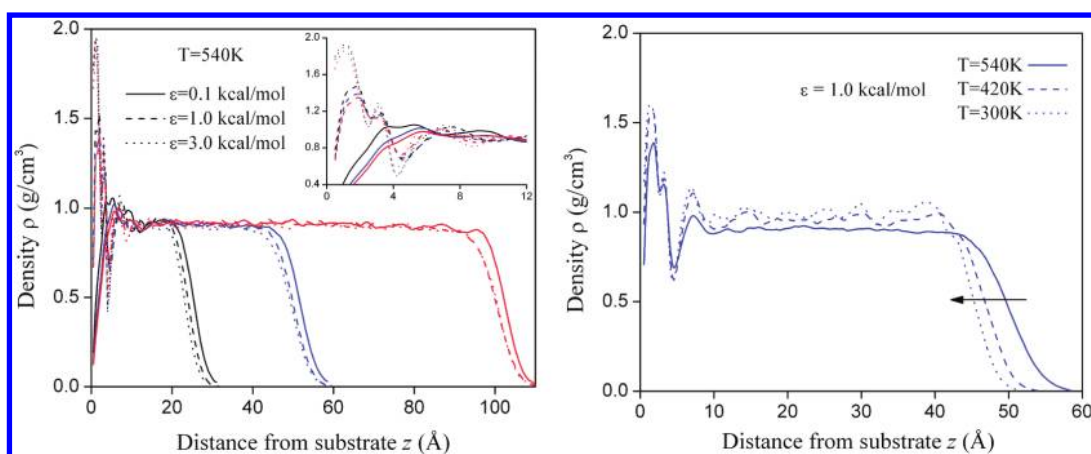 2.0
1.5
1.0
0.5
0.0
Density ρ (g/cm³)
T=540K
ε=0.1 kcal/mol
ε=1.0 kcal/mol
ε=3.0 kcal/mol
2.0
1.6
1.2
0.8
0.4
0 4 8 12
0 20 40 60 80 100
Distance from substrate z (Å)
2.0
1.5
1.0
0.5
0.0
Density ρ (g/cm³)
ε = 1.0 kcal/mol
T=540K
T=420K
T=300K
0 10 20 30 40 50 60
Distance from substrate z (Å)